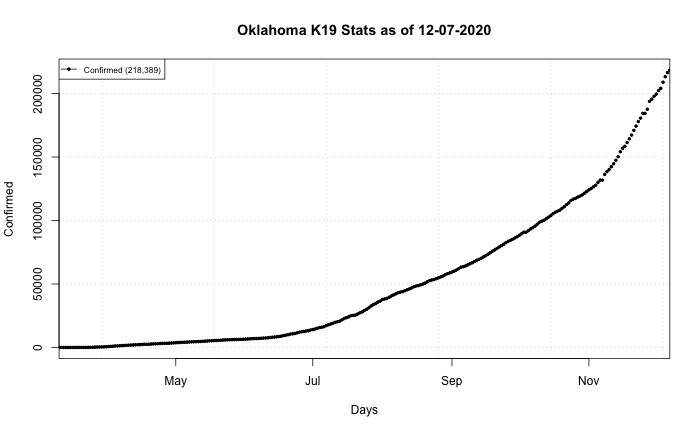 Oklahoma K19 Stats as of 12-07-2020
Confirmed (218,389)
Confirmed
200000
150000
100000
50000
0
May Jul Sep Nov
Days